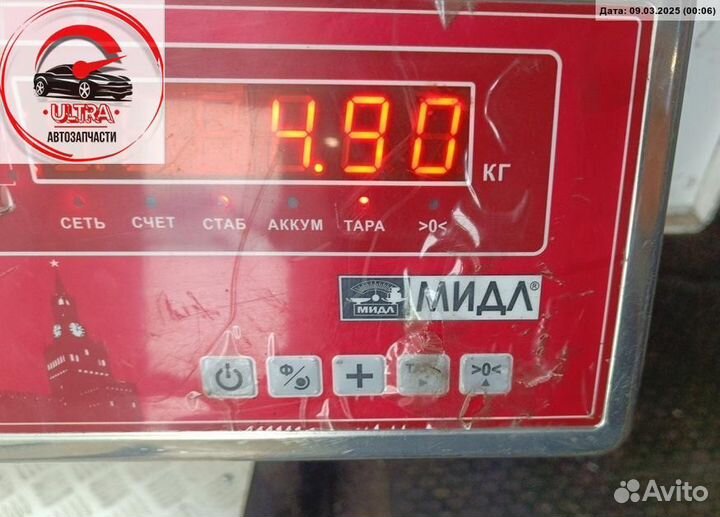 Дата: 09.03.2025 (00:06)
ULTRA
АВТОЗАПЧАСТИ
4.90 КГ
СЕТЬ СЧЕТ СТАБ АККУМ ТАРА >0<
МИДЛ МИДЛ®
Ф + >0<
Avito